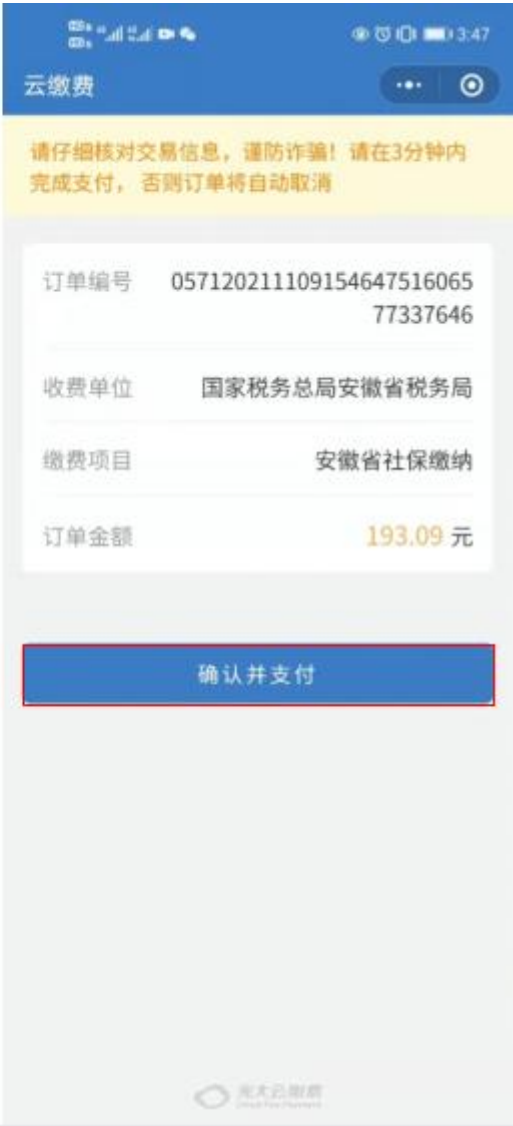 3:47
云缴费
请仔细核对交易信息，谨防诈骗！请在3分钟内
完成支付，否则订单将自动取消
订单编号 057120211109154647516065
77337646
收费单位 国家税务总局安徽省税务局
缴费项目 安徽省社保缴纳
订单金额 193.09 元
确认并支付
光大云缴费